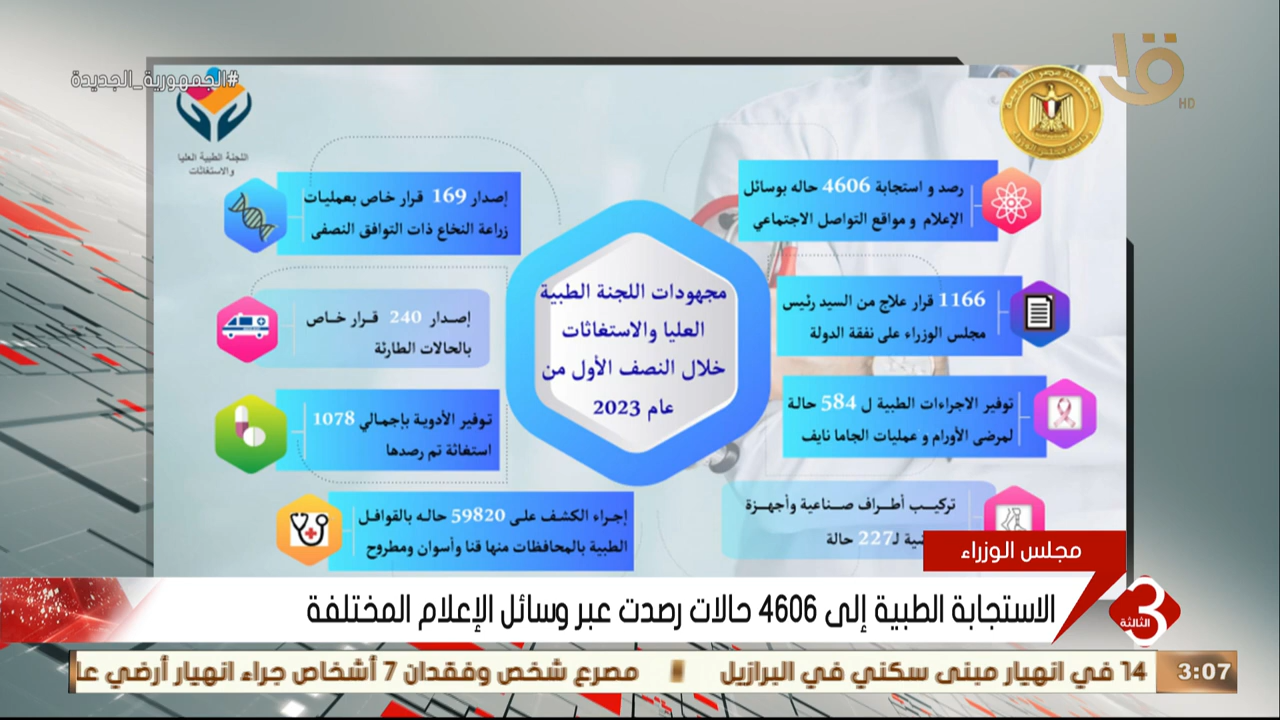 #الجمهورية_الجديدة
HD
اللجنة الطبية العليا
والاستغاثات
رصد و استجابة 4606 حاله بوسائل
الإعلام و مواقع التواصل الاجتماعي
إصدار 169 قرار خاص بعمليات
زراعة النخاع ذات التوافق النصفى
مجهودات اللجنة الطبية
العليا والاستغاثات
خلال النصف الأول من
عام 2023
1166 قرار علاج من السيد رئيس
مجلس الوزراء على نفقة الدولة
إصدار 240 قرار خاص
بالحالات الطارئة
توفير الاجراءات الطبية ل 584 حالة
لمرضى الأورام و عمليات الجاما نايف
توفير الأدوية بإجمالي 1078
استغاثة تم رصدها
تركيب أطراف صناعية وأجهزة
لـ227 حالة
إجراء الكشف على 59820 حاله بالقوافل
الطبية بالمحافظات منها قنا وأسوان ومطروح
مجلس الوزراء
الاستجابة الطبية إلى 4606 حالات رصدت عبر وسائل الإعلام المختلفة
3 الثالثة
14 في انهيار مبنى سكني في البرازيل
مصرع شخص وفقدان 7 أشخاص جراء انهيار أرضي
3:07